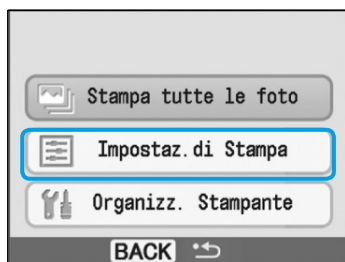 Stampa tutte le foto
Impostaz.di Stampa
Organizz. Stampante
BACK